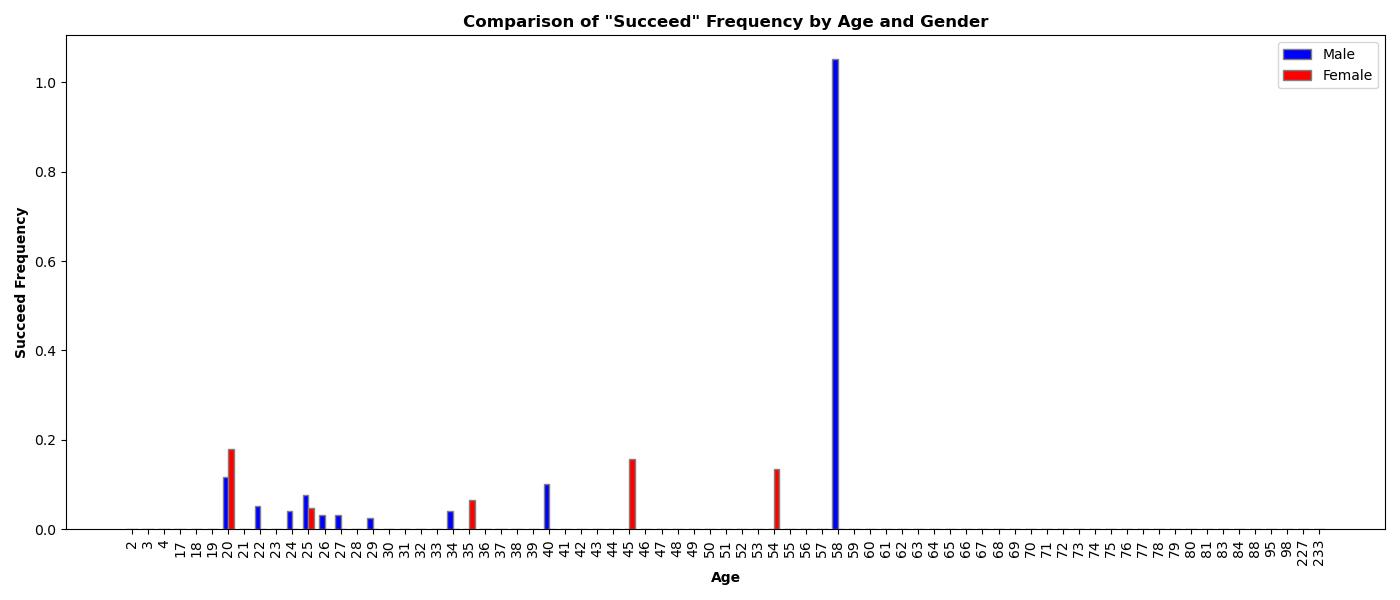 Comparison of "Succeed" Frequency by Age and Gender
Male
Female
Succeed Frequency
1.0
0.8
0.6
0.4
0.2
0.0
2 3 4 17 18 19 20 21 22 23 24 25 26 27 28 29 30 31 32 33 34 35 36 37 38 39 40 41 42 43 44 45 46 47 48 49 50 51 52 53 54 55 56 57 58 59 60 61 62 63 64 65 66 67 68 69 70 71 72 73 74 75 76 77 78 79 80 81 83 84 88 95 98 227 233
Age